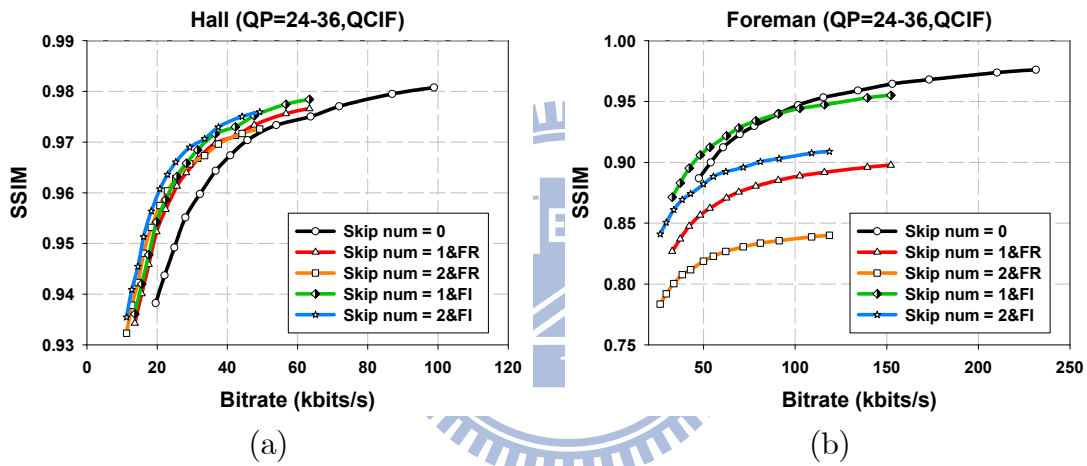 Hall (QP=24-36,QCIF)
0.99
0.98
0.97
0.96
0.95
0.94
0.93
SSIM
0 20 40 60 80 100 120
Bitrate (kbits/s)
Skip num = 0
Skip num = 1&FR
Skip num = 2&FR
Skip num = 1&FI
Skip num = 2&FI
(a)
Foreman (QP=24-36,QCIF)
1.00
0.95
0.90
0.85
0.80
0.75
SSIM
50 100 150 200 250
Bitrate (kbits/s)
Skip num = 0
Skip num = 1&FR
Skip num = 2&FR
Skip num = 1&FI
Skip num = 2&FI
(b)
E